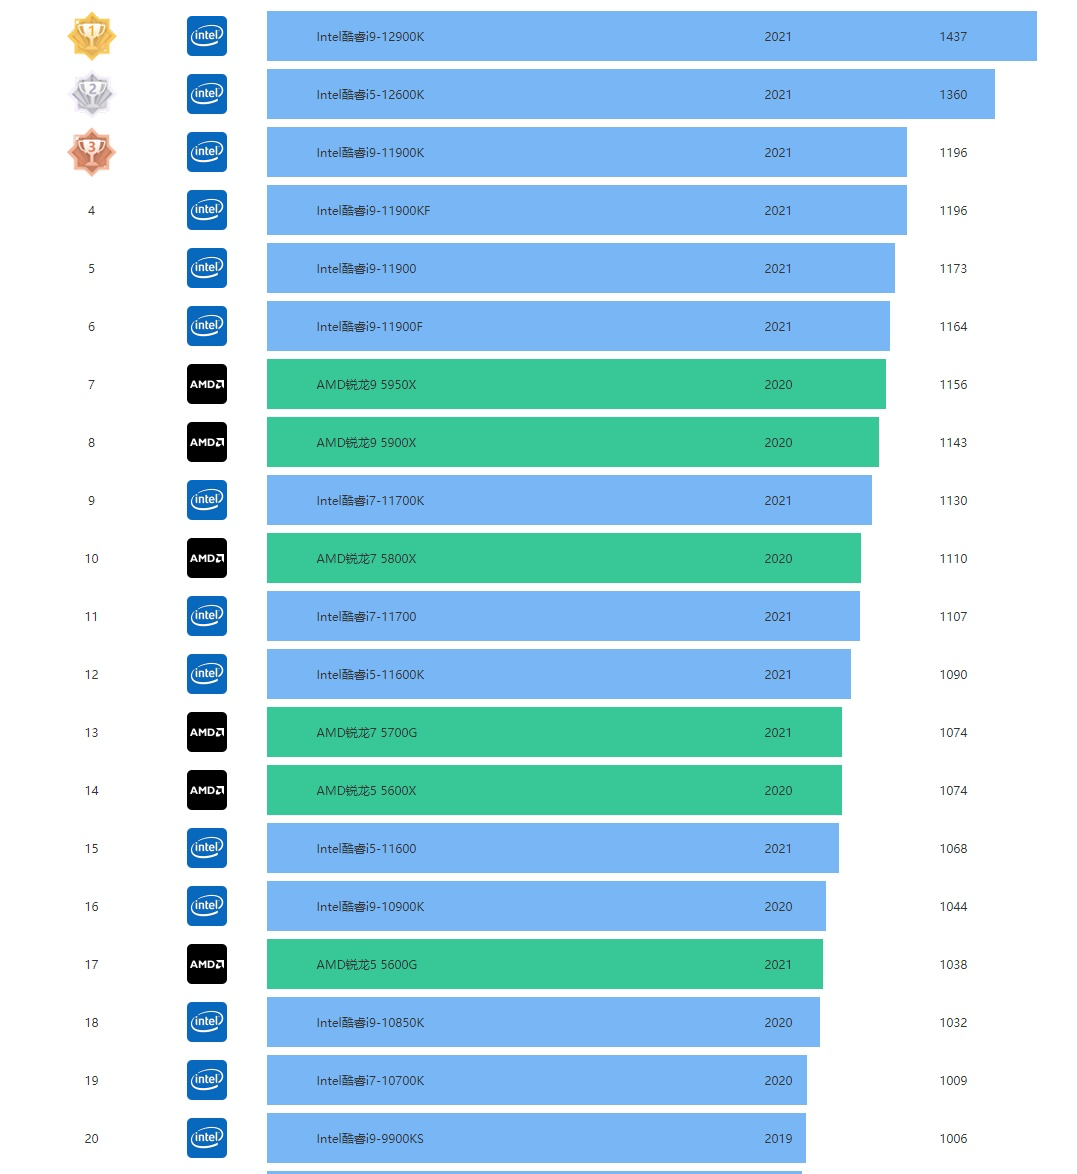 1 intel Intel酷睿i9-12900K 2021 1437
2 intel Intel酷睿i5-12600K 2021 1360
3 intel Intel酷睿i9-11900K 2021 1196
4 intel Intel酷睿i9-11900KF 2021 1196
5 intel Intel酷睿i9-11900 2021 1173
6 intel Intel酷睿i9-11900F 2021 1164
7 AMD AMD锐龙9 5950X 2020 1156
8 AMD AMD锐龙9 5900X 2020 1143
9 intel Intel酷睿i7-11700K 2021 1130
10 AMD AMD锐龙7 5800X 2020 1110
11 intel Intel酷睿i7-11700 2021 1107
12 intel Intel酷睿i5-11600K 2021 1090
13 AMD AMD锐龙7 5700G 2021 1074
14 AMD AMD锐龙5 5600X 2020 1074
15 intel Intel酷睿i5-11600 2021 1068
16 intel Intel酷睿i9-10900K 2020 1044
17 AMD AMD锐龙5 5600G 2021 1038
18 intel Intel酷睿i9-10850K 2020 1032
19 intel Intel酷睿i7-10700K 2020 1009
20 intel Intel酷睿i9-9900KS 2019 1006